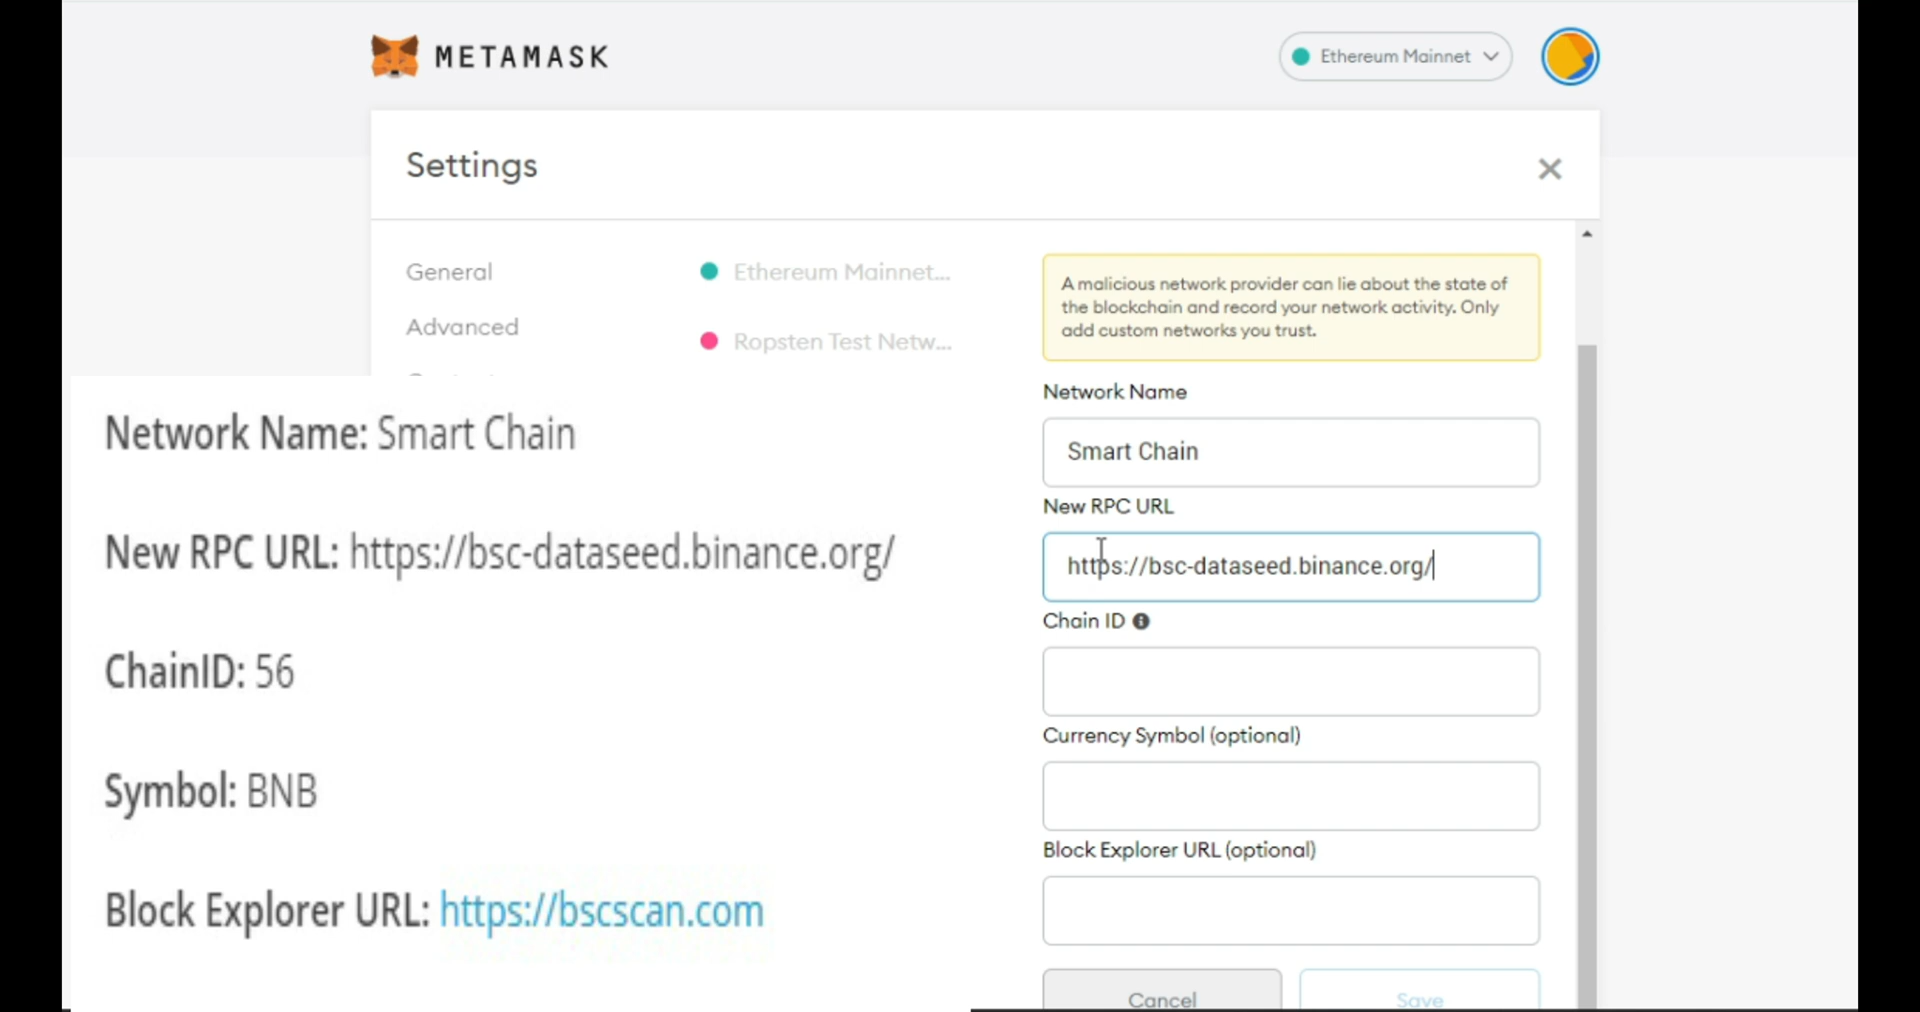 METAMASK
Ethereum Mainnet
Settings
General
Advanced
Ethereum Mainnet...
Ropsten Test Netw...
A malicious network provider can lie about the state of
the blockchain and record your network activity. Only
add custom networks you trust.
Network Name
Smart Chain
New RPC URL
https://bsc-dataseed.binance.org/
Chain ID
Currency Symbol (optional)
Block Explorer URL (optional)
Cancel
Save
Network Name: Smart Chain
New RPC URL: https://bsc-dataseed.binance.org/
ChainID: 56
Symbol: BNB
Block Explorer URL: https://bscscan.com